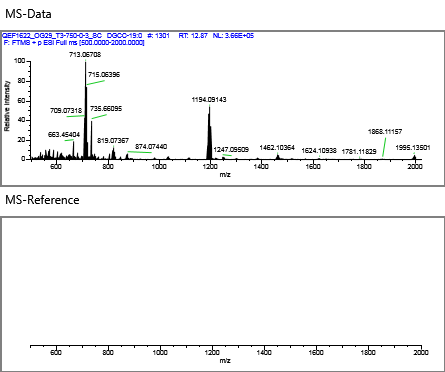 MS-Data
QEF1622_OG29_T3-750-0-3_BC DGCC-19:0 #: 1301 RT: 12.87 NL: 3.66E+05
F: FTMS + p ESI Full ms [500.0000-2000.0000]
713.06708
100
715.06396
80
1194.09143
Relative Intensity
60
709.07318
735.66095
40
1868.11157
663.45404
819.07367
20
874.07440
1247.09509
1462.10364
1624.10938
1781.11829
1995.13501
0
600 800 1000 1200 1400 1600 1800 2000
m/z
MS-Reference
600 800 1000 1200 1400 1600 1800 2000
m/z